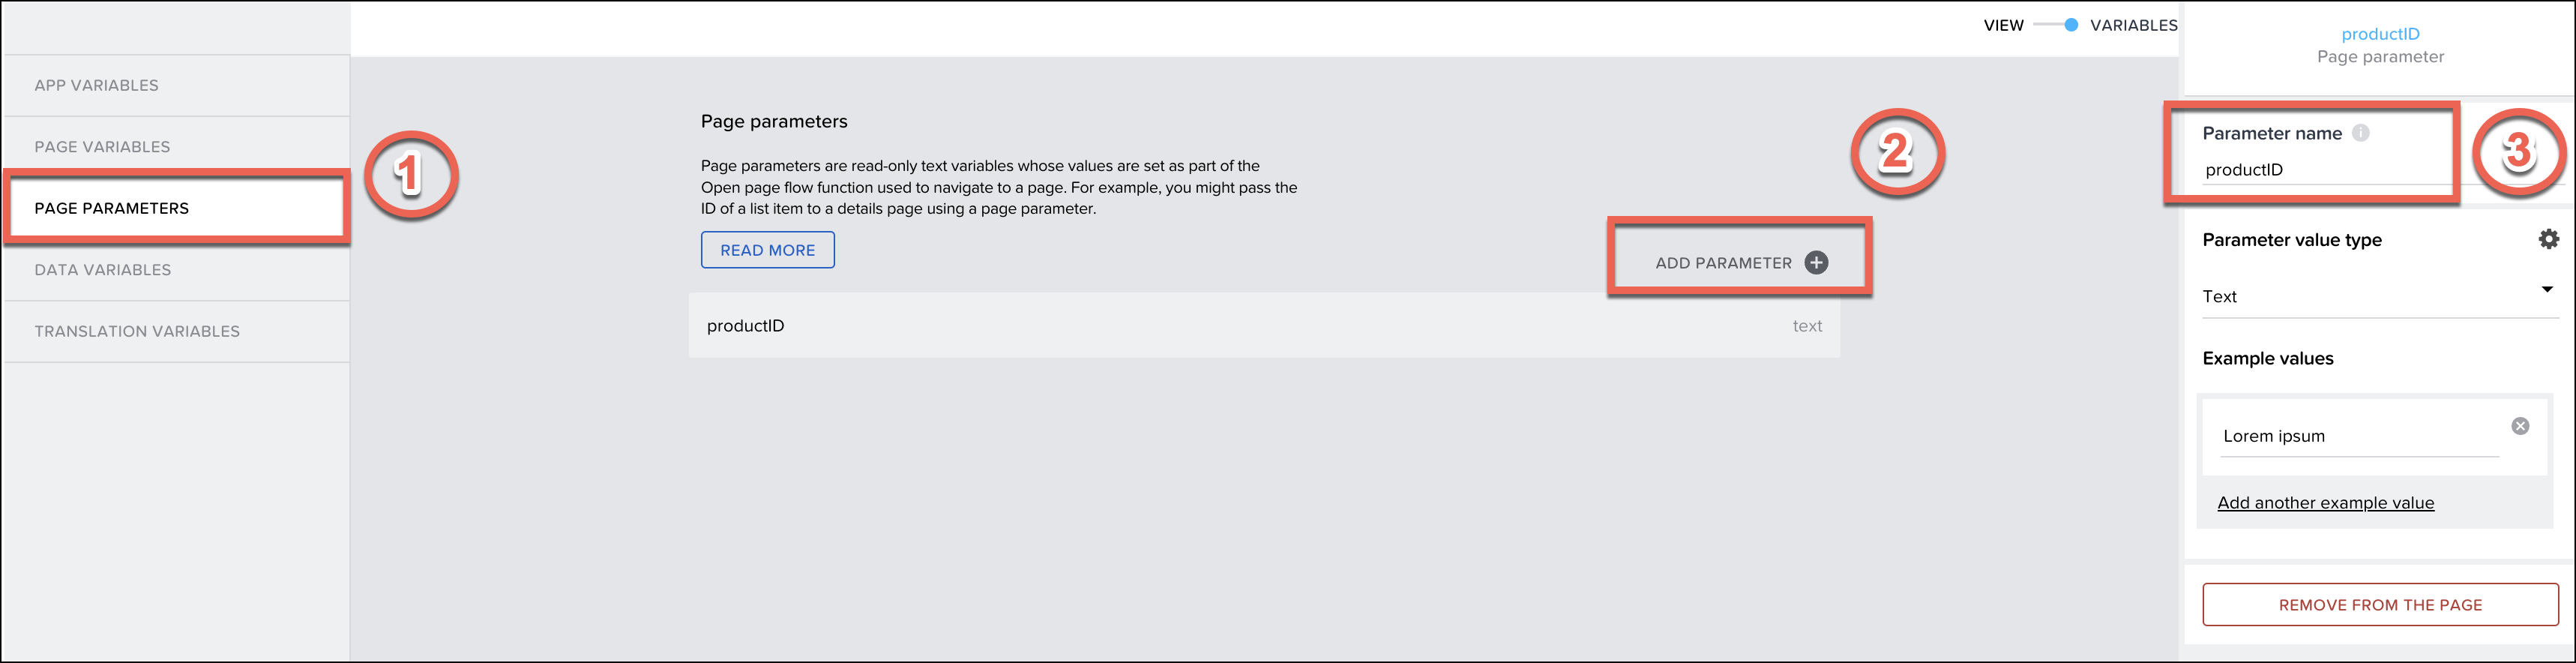 VIEW VARIABLES
APP VARIABLES
PAGE VARIABLES
PAGE PARAMETERS
DATA VARIABLES
TRANSLATION VARIABLES
1
Page parameters
Page parameters are read-only text variables whose values are set as part of the
Open page flow function used to navigate to a page. For example, you might pass the
ID of a list item to a details page using a page parameter.
READ MORE
2
ADD PARAMETER
productID text
productID
Page parameter
Parameter name
productID
3
Parameter value type
Text
Example values
Lorem ipsum
Add another example value
REMOVE FROM THE PAGE